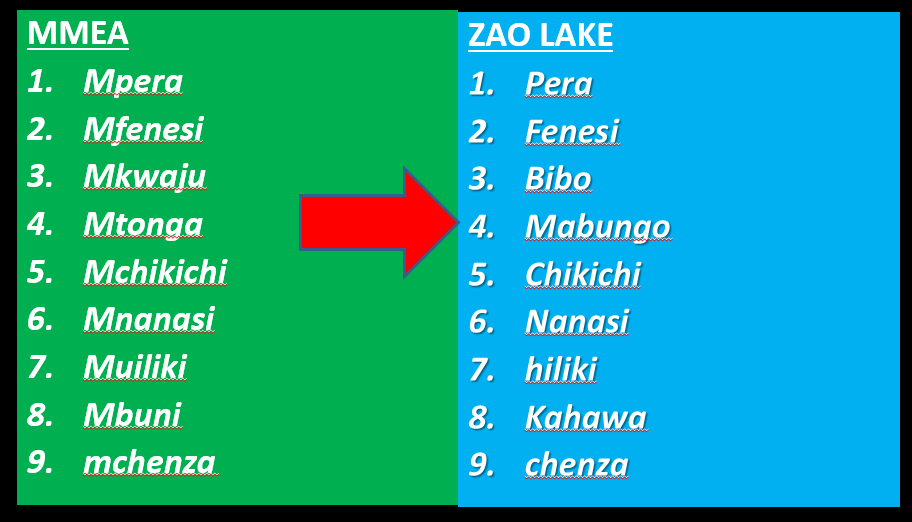 MMEA
1. Mpera
2. Mfenesi
3. Mkwaju
4. Mtonga
5. Mchikichi
6. Mnanasi
7. Muiliki
8. Mbuni
9. mchenza
ZAO LAKE
1. Pera
2. Fenesi
3. Bibo
4. Mabungo
5. Chikichi
6. Nanasi
7. hiliki
8. Kahawa
9. chenza